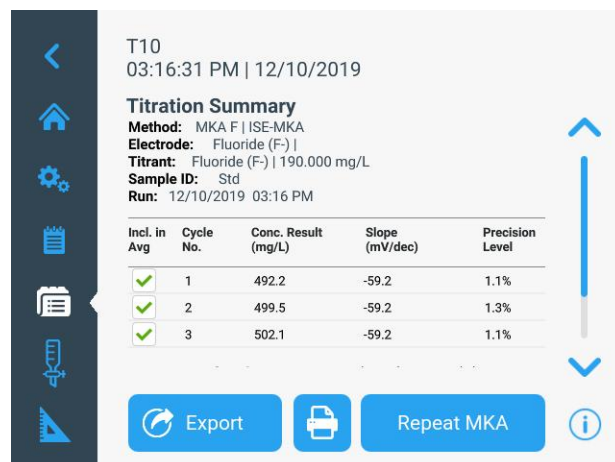 T10
03:16:31 PM | 12/10/2019
Titration Summary
Method: MKA F | ISE-MKA
Electrode: Fluoride (F-) |
Titrant: Fluoride (F-) | 190.000 mg/L
Sample ID: Std
Run: 12/10/2019 03:16 PM
Incl. in Avg Cycle No. Conc. Result (mg/L) Slope (mV/dec) Precision Level
1 492.2 -59.2 1.1%
2 499.5 -59.2 1.3%
3 502.1 -59.2 1.1%
Export Repeat MKA